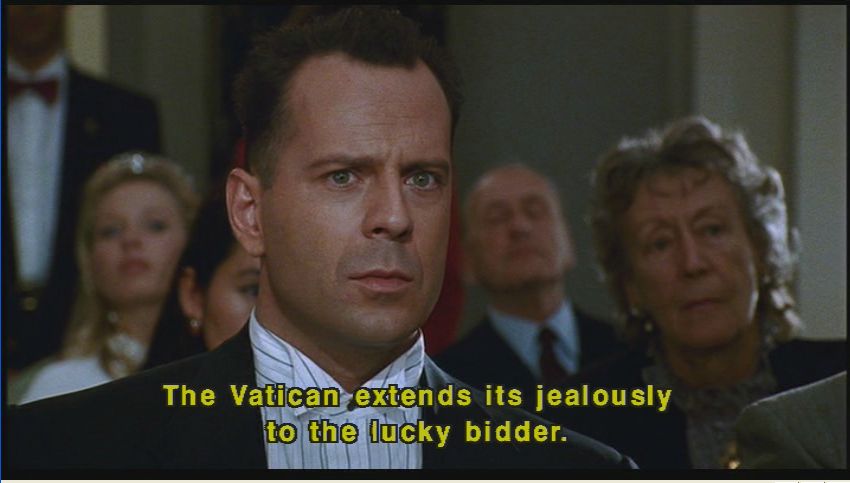 The Vatican extends its jealously
to the lucky bidder.